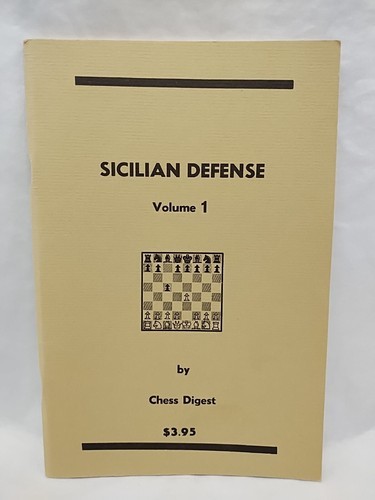 SICILIAN DEFENSE
Volume 1
by
Chess Digest
$3.95